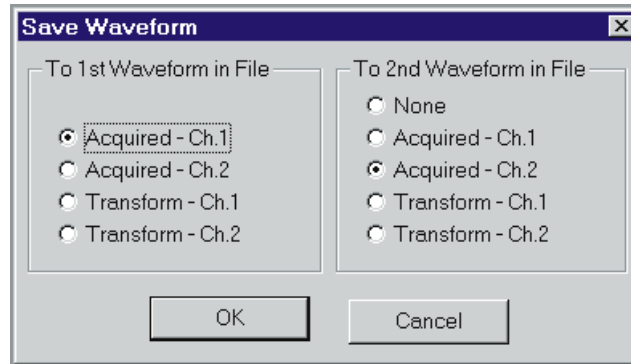 Save Waveform
To 1st Waveform in File
Acquired - Ch.1
Acquired - Ch.2
Transform - Ch.1
Transform - Ch.2
To 2nd Waveform in File
None
Acquired - Ch.1
Acquired - Ch.2
Transform - Ch.1
Transform - Ch.2
OK
Cancel